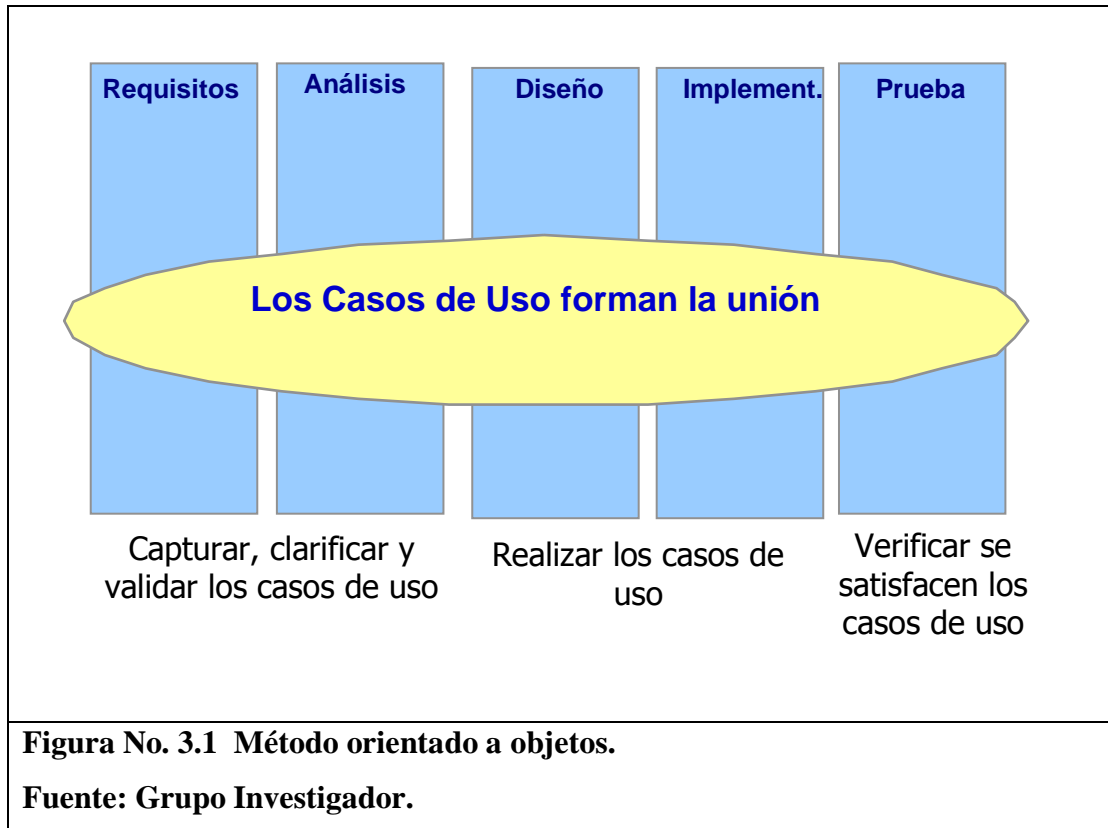 Requisitos Análisis Diseño Implement. Prueba
Los Casos de Uso forman la unión
Capturar, clarificar y
validar los casos de uso
Realizar los casos de
uso
Verificar se
satisfacen los
casos de uso
Figura No. 3.1 Método orientado a objetos.
Fuente: Grupo Investigador.